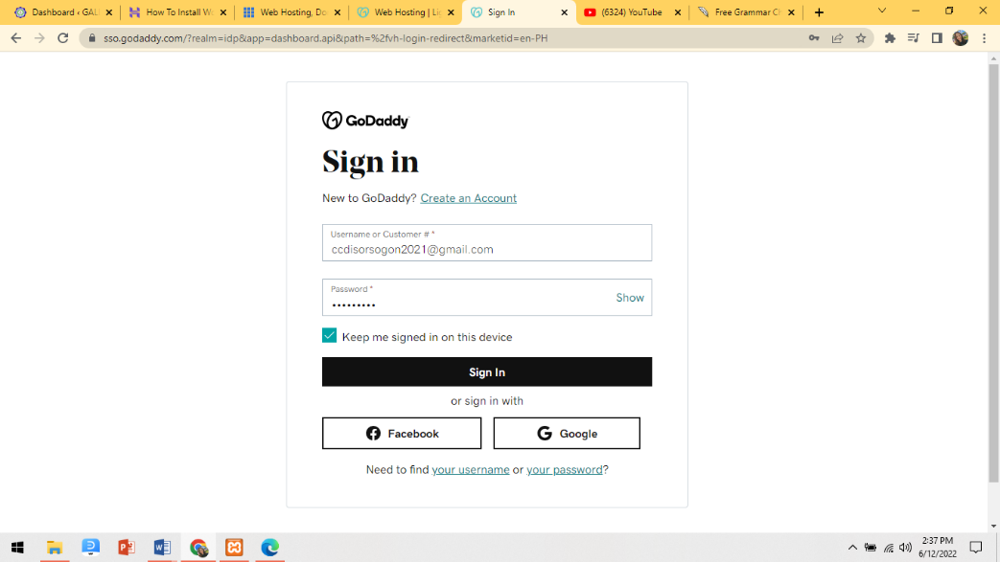 Dashboard ‹ GAL
How To Install W
Web Hosting, Do
Web Hosting | Li
Sign In
(6324) YouTube
Free Grammar C
sso.godaddy.com/?realm=idp&app=dashboard.api&path=%2fvh-login-redirect&marketid=en-PH
GoDaddy
Sign in
New to GoDaddy? Create an Account
Username or Customer # *
ccdisorsogon2021@gmail.com
Password *
•••••••••
Show
Keep me signed in on this device
Sign In
or sign in with
Facebook
Google
Need to find your username or your password?
2:37 PM
6/12/2022